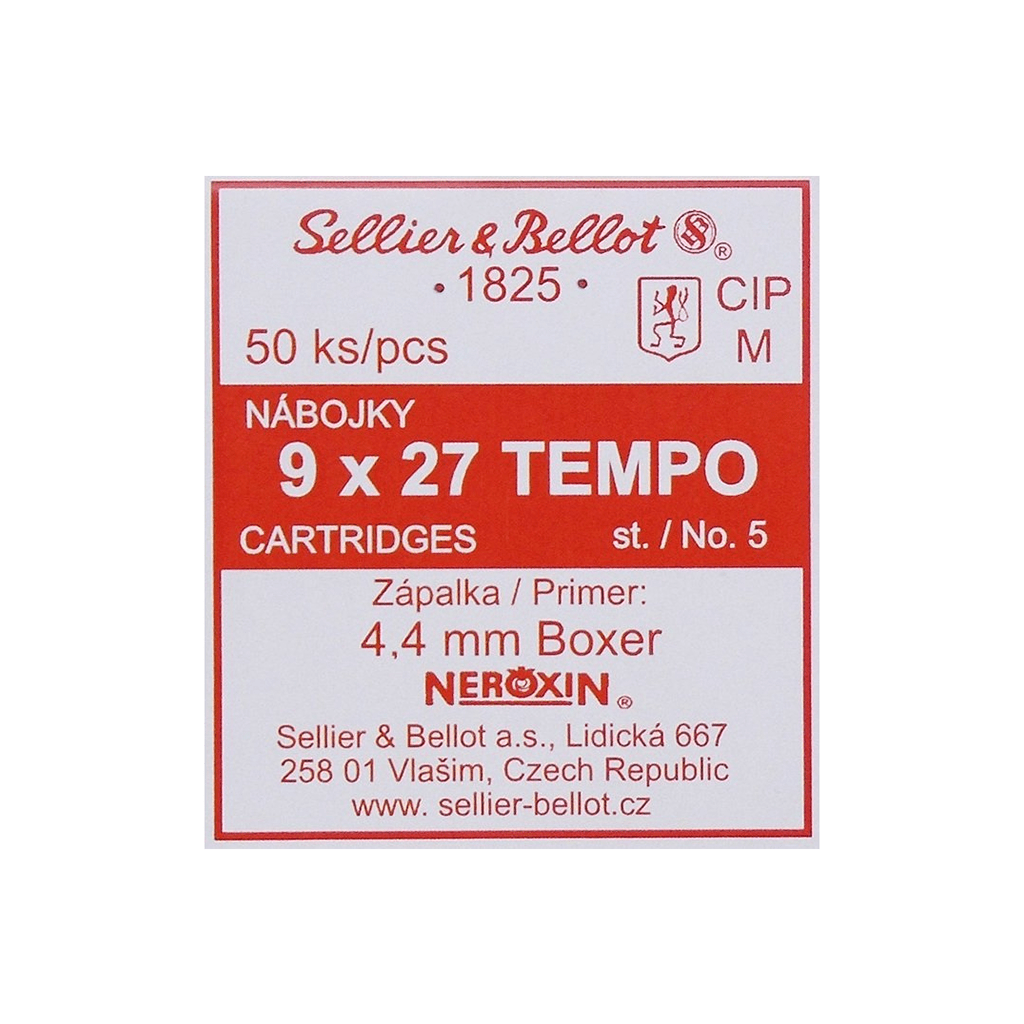 Sellier & Bellot ®
· 1825 ·
CIP
M
50 ks/pcs
NÁBOJKY
9 x 27 TEMPO
CARTRIDGES st. / No. 5
Zápalka / Primer:
4,4 mm Boxer
NEROXIN ®
Sellier & Bellot a.s., Lidická 667
258 01 Vlašim, Czech Republic
www. sellier-bellot.cz